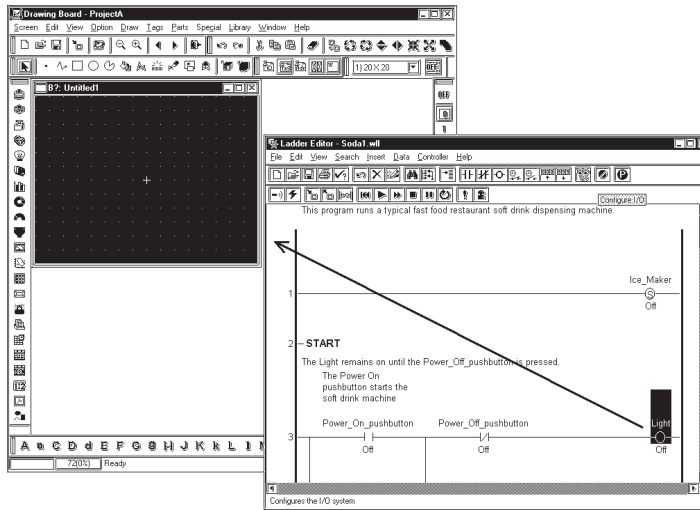 Drawing Board - ProjectA
Screen Edit View Option Draw Tags Parts Special Library Window Help
1) 20 X 20
OFF
B?: Untitled1
OFF
Ladder Editor - Soda1.wll
File Edit View Search Insert Data Controller Help
Configure I/O
This program runs a typical fast food restaurant soft drink dispensing machine.
Ice_Maker
1
S
Off
2 START
The Light remains on until the Power_Off_pushbutton is pressed.
The Power On
pushbutton starts the
soft drink machine
Power_On_pushbutton Power_Off_pushbutton Light
3
Off Off Off
A B C D d E F G G H J K k L l
72(0%) Ready
Configures the I/O system